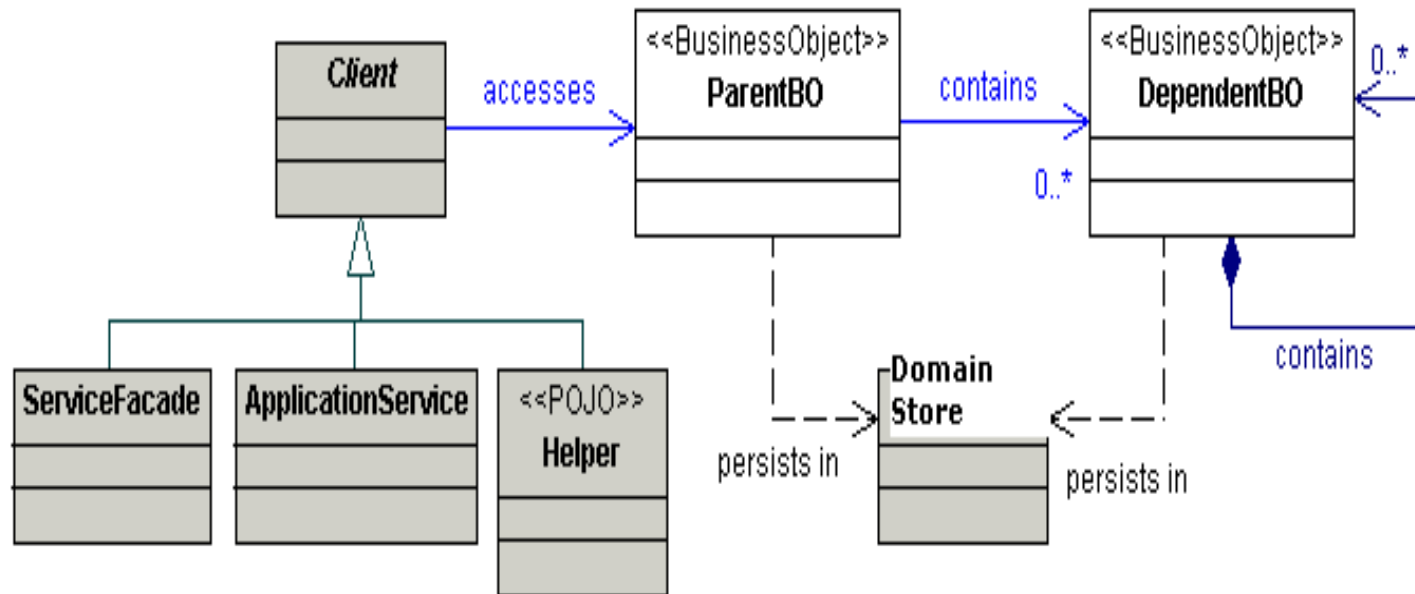 Client
accesses
<<BusinessObject>>
ParentBO
contains
0..*
<<BusinessObject>>
DependentBO
0..*
contains
ServiceFacade
ApplicationService
<<POJO>>
Helper
persists in
Domain
Store
persists in